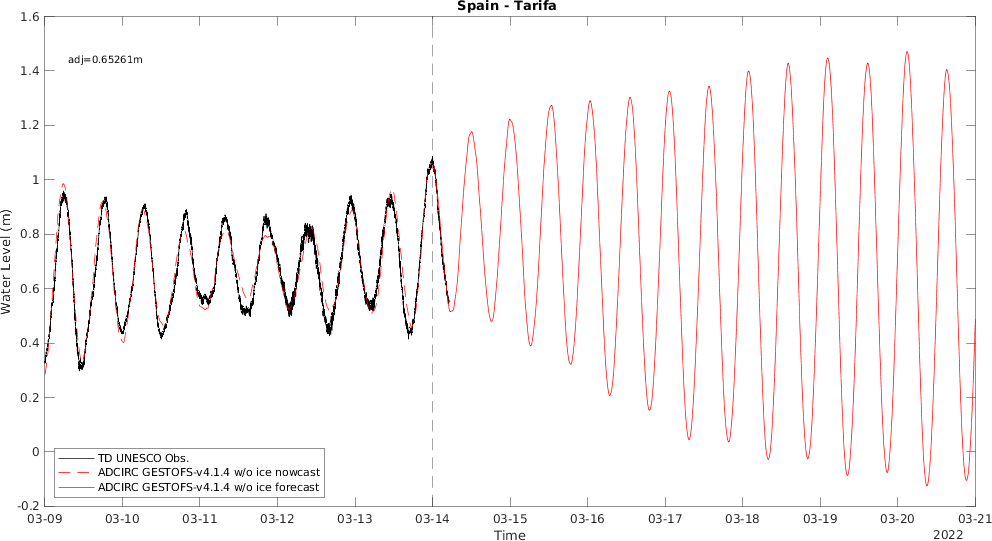 Spain - Tarifa
1.6
1.4
1.2
1
0.8
0.6
0.4
0.2
0
-0.2
Water Level (m)
adj=0.65261m
TD UNESCO Obs.
ADCIRC GESTOFS-v4.1.4 w/o ice nowcast
ADCIRC GESTOFS-v4.1.4 w/o ice forecast
03-09 03-10 03-11 03-12 03-13 03-14 03-15 03-16 03-17 03-18 03-19 03-20 03-21
Time
2022